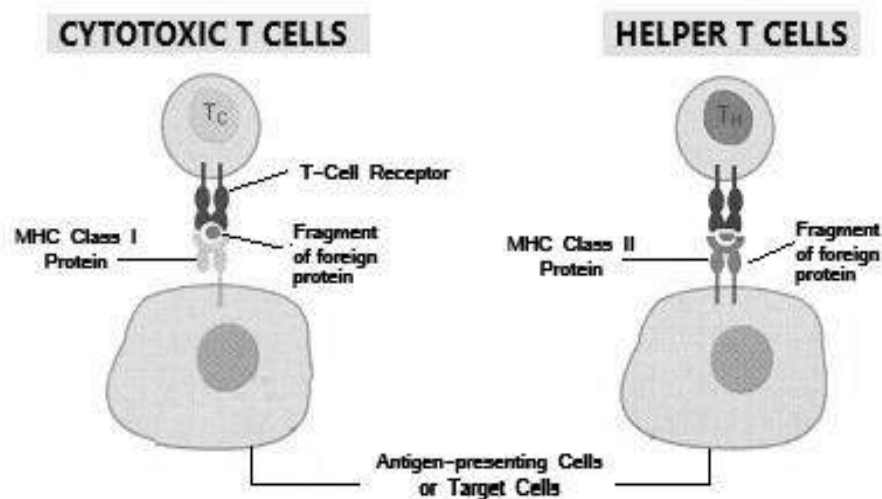 CYTOTOXIC T CELLS
HELPER T CELLS
TC
TH
T-Cell Receptor
MHC Class I
Protein
Fragment
of foreign
protein
MHC Class II
Protein
Fragment
of foreign
protein
Antigen-presenting Cells
or Target Cells